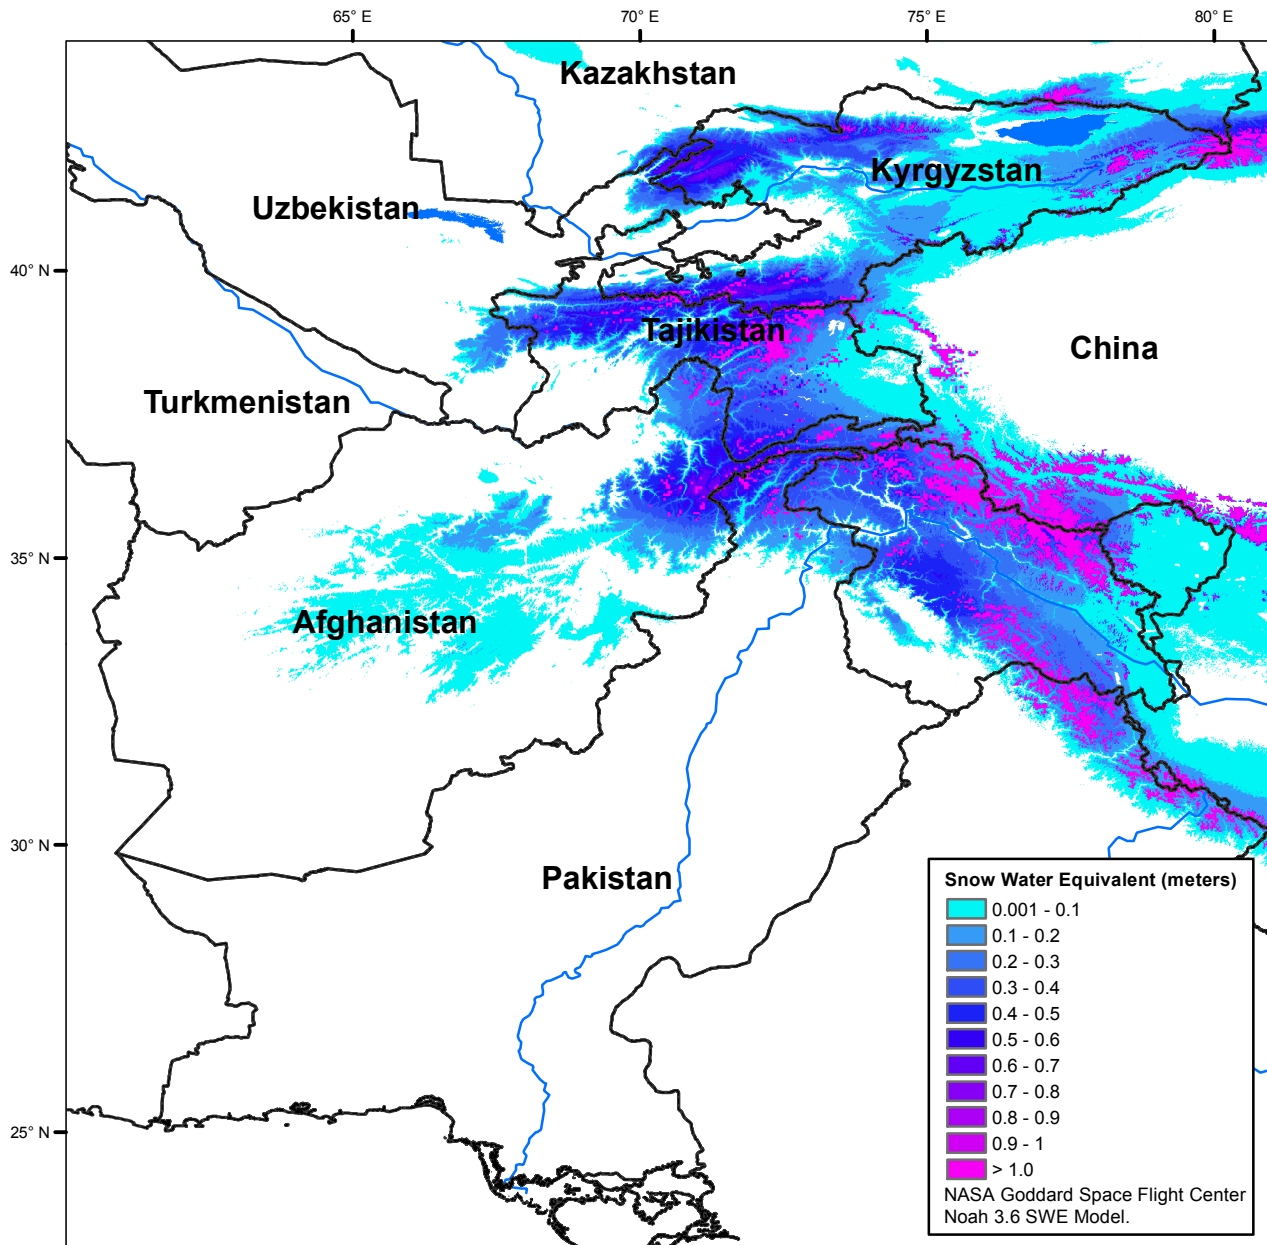 65° E
70° E
75° E
80° E
Kazakhstan
Kyrgyzstan
Uzbekistan
40° N
Tajikistan
China
Turkmenistan
35° N
Afghanistan
30° N
Pakistan
25° N
Snow Water Equivalent (meters)
0.001 - 0.1
0.1 - 0.2
0.2 - 0.3
0.3 - 0.4
0.4 - 0.5
0.5 - 0.6
0.6 - 0.7
0.7 - 0.8
0.8 - 0.9
0.9 - 1
> 1.0
NASA Goddard Space Flight Center
Noah 3.6 SWE Model.